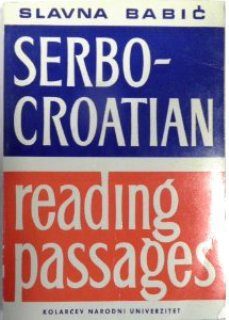 SLAVNA BABIĆ
SERBO-
CROATIAN
reading
passages
KOLARČEV NARODNI UNIVERZITET